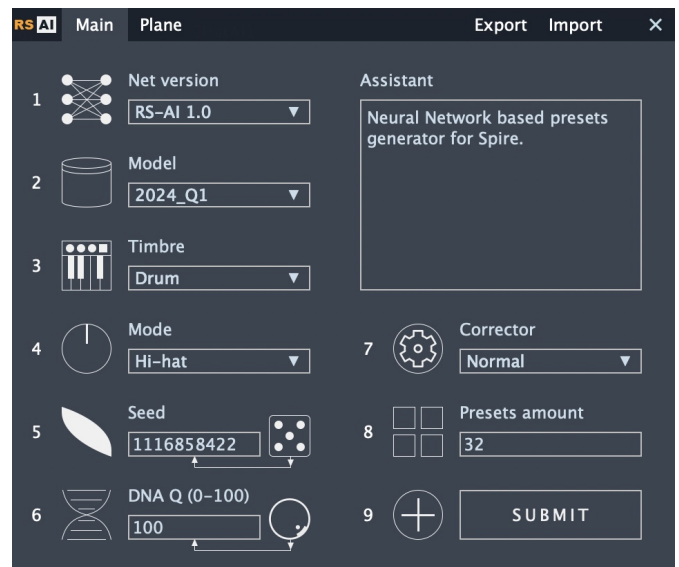 RS AI Main Plane Export Import ×
Net version
1 RS-AI 1.0 ▼
Model
2 2024_Q1 ▼
Timbre
3 Drum ▼
Mode
4 Hi-hat ▼
Seed
5 1116858422
DNA Q (0-100)
6 100
Assistant
Neural Network based presets
generator for Spire.
Corrector
7 Normal ▼
Presets amount
8 32
9 SUBMIT